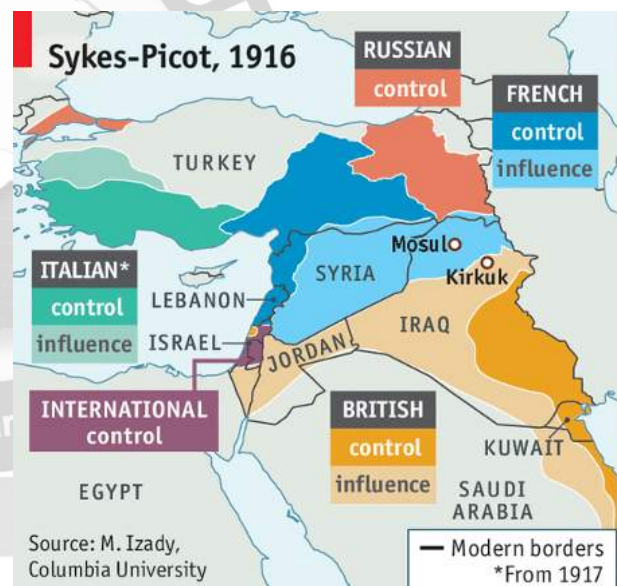 Sykes-Picot, 1916
RUSSIAN
control
FRENCH
control
influence
TURKEY
Mosul
Kirkuk
ITALIAN*
control
influence
SYRIA
LEBANON
IRAQ
ISRAEL
JORDAN
INTERNATIONAL
control
BRITISH
control
influence
KUWAIT
EGYPT
SAUDI
ARABIA
Source: M. Izady,
Columbia University
Modern borders
*From 1917